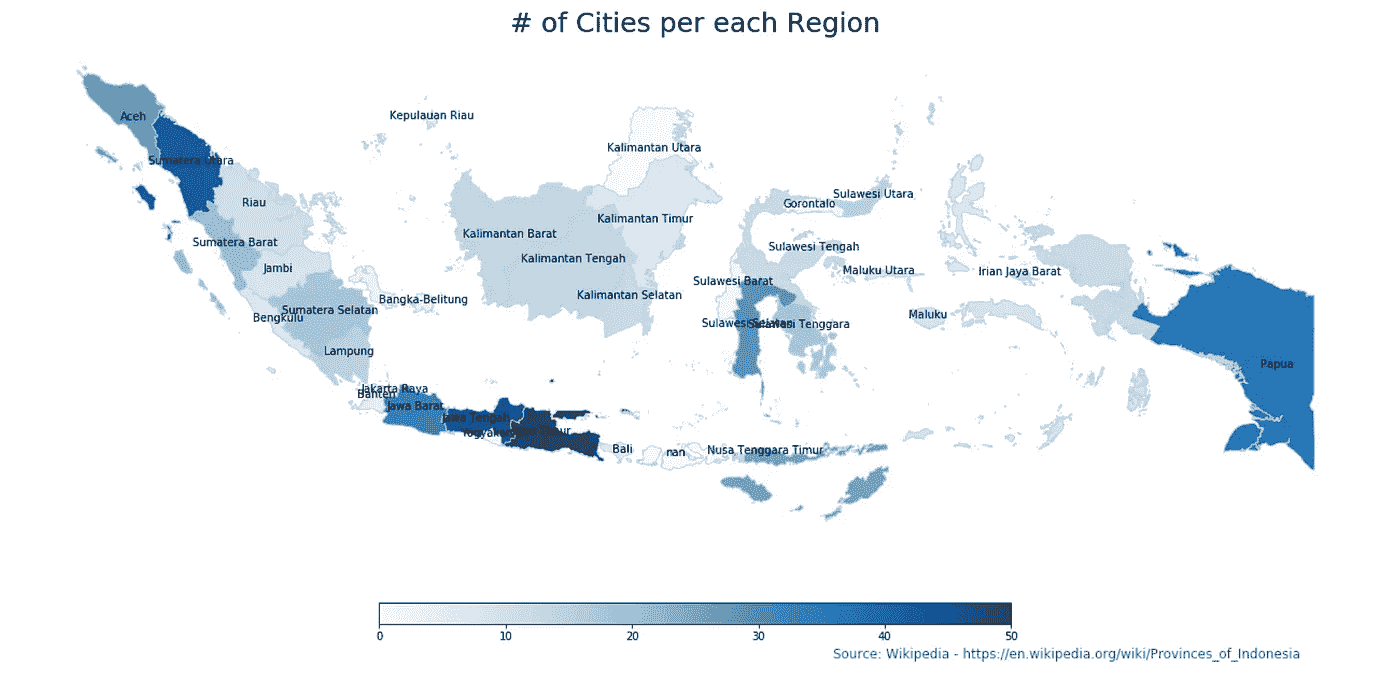 # of Cities per each Region
Kepulauan Riau
Aceh
Kalimantan Utara
Sumatera Utara
Sulawesi Utara
Riau
Gorontalo
Kalimantan Timur
Kalimantan Barat
Sumatera Barat
Sulawesi Tengah
Kalimantan Tengah
Jambi
Maluku Utara
Irian Jaya Barat
Sulawesi Barat
Kalimantan Selatan
Bangka-Belitung
Sumatera Selatan
Bengkulu
Maluku
Sulawesi Selatan
Sulawesi Tenggara
Lampung
Papua
Jakarta Raya
Banten
Jawa Barat
Jawa Tengah
Bali
nan
Nusa Tenggara Timur
0 10 20 30 40 50
Source: Wikipedia - https://en.wikipedia.org/wiki/Provinces_of_Indonesia